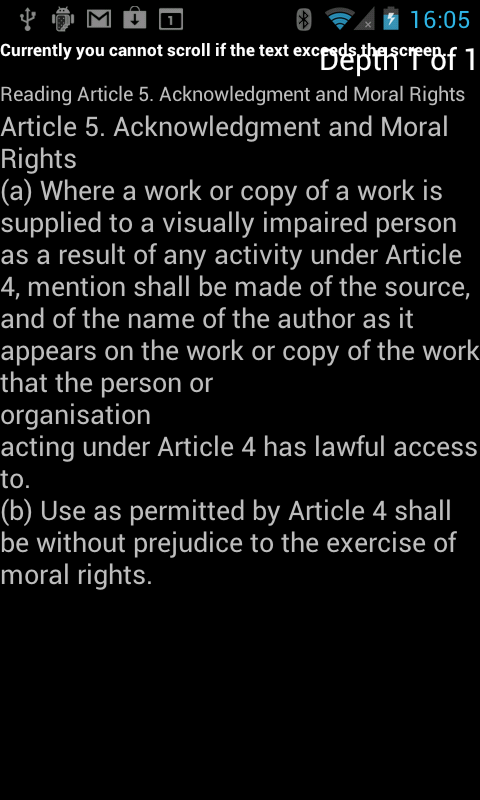 1
16:05
Currently you cannot scroll if the text exceeds the screen...
Depth 1 of 1
Reading Article 5. Acknowledgment and Moral Rights
Article 5. Acknowledgment and Moral
Rights
(a) Where a work or copy of a work is
supplied to a visually impaired person
as a result of any activity under Article
4, mention shall be made of the source,
and of the name of the author as it
appears on the work or copy of the work
that the person or
organisation
acting under Article 4 has lawful access
to.
(b) Use as permitted by Article 4 shall
be without prejudice to the exercise of
moral rights.